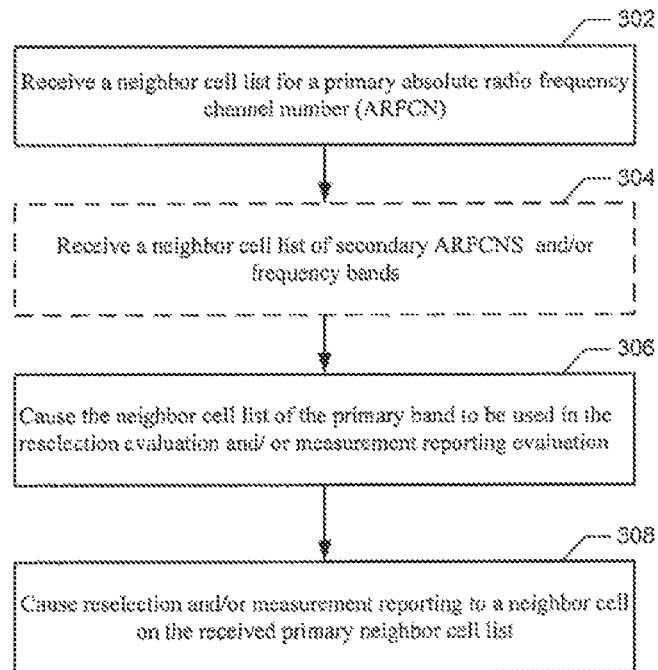 302
Receive a neighbor cell list for a primary absolute radio frequency
channel number (ARFCN)
304
Receive a neighbor cell list of secondary ARFCNS and/or
frequency bands
306
Cause the neighbor cell list of the primary band to be used in the
reselection evaluation and/ or measurement reporting evaluation
308
Cause reselection and/or measurement reporting to a neighbor cell
on the received primary neighbor cell list